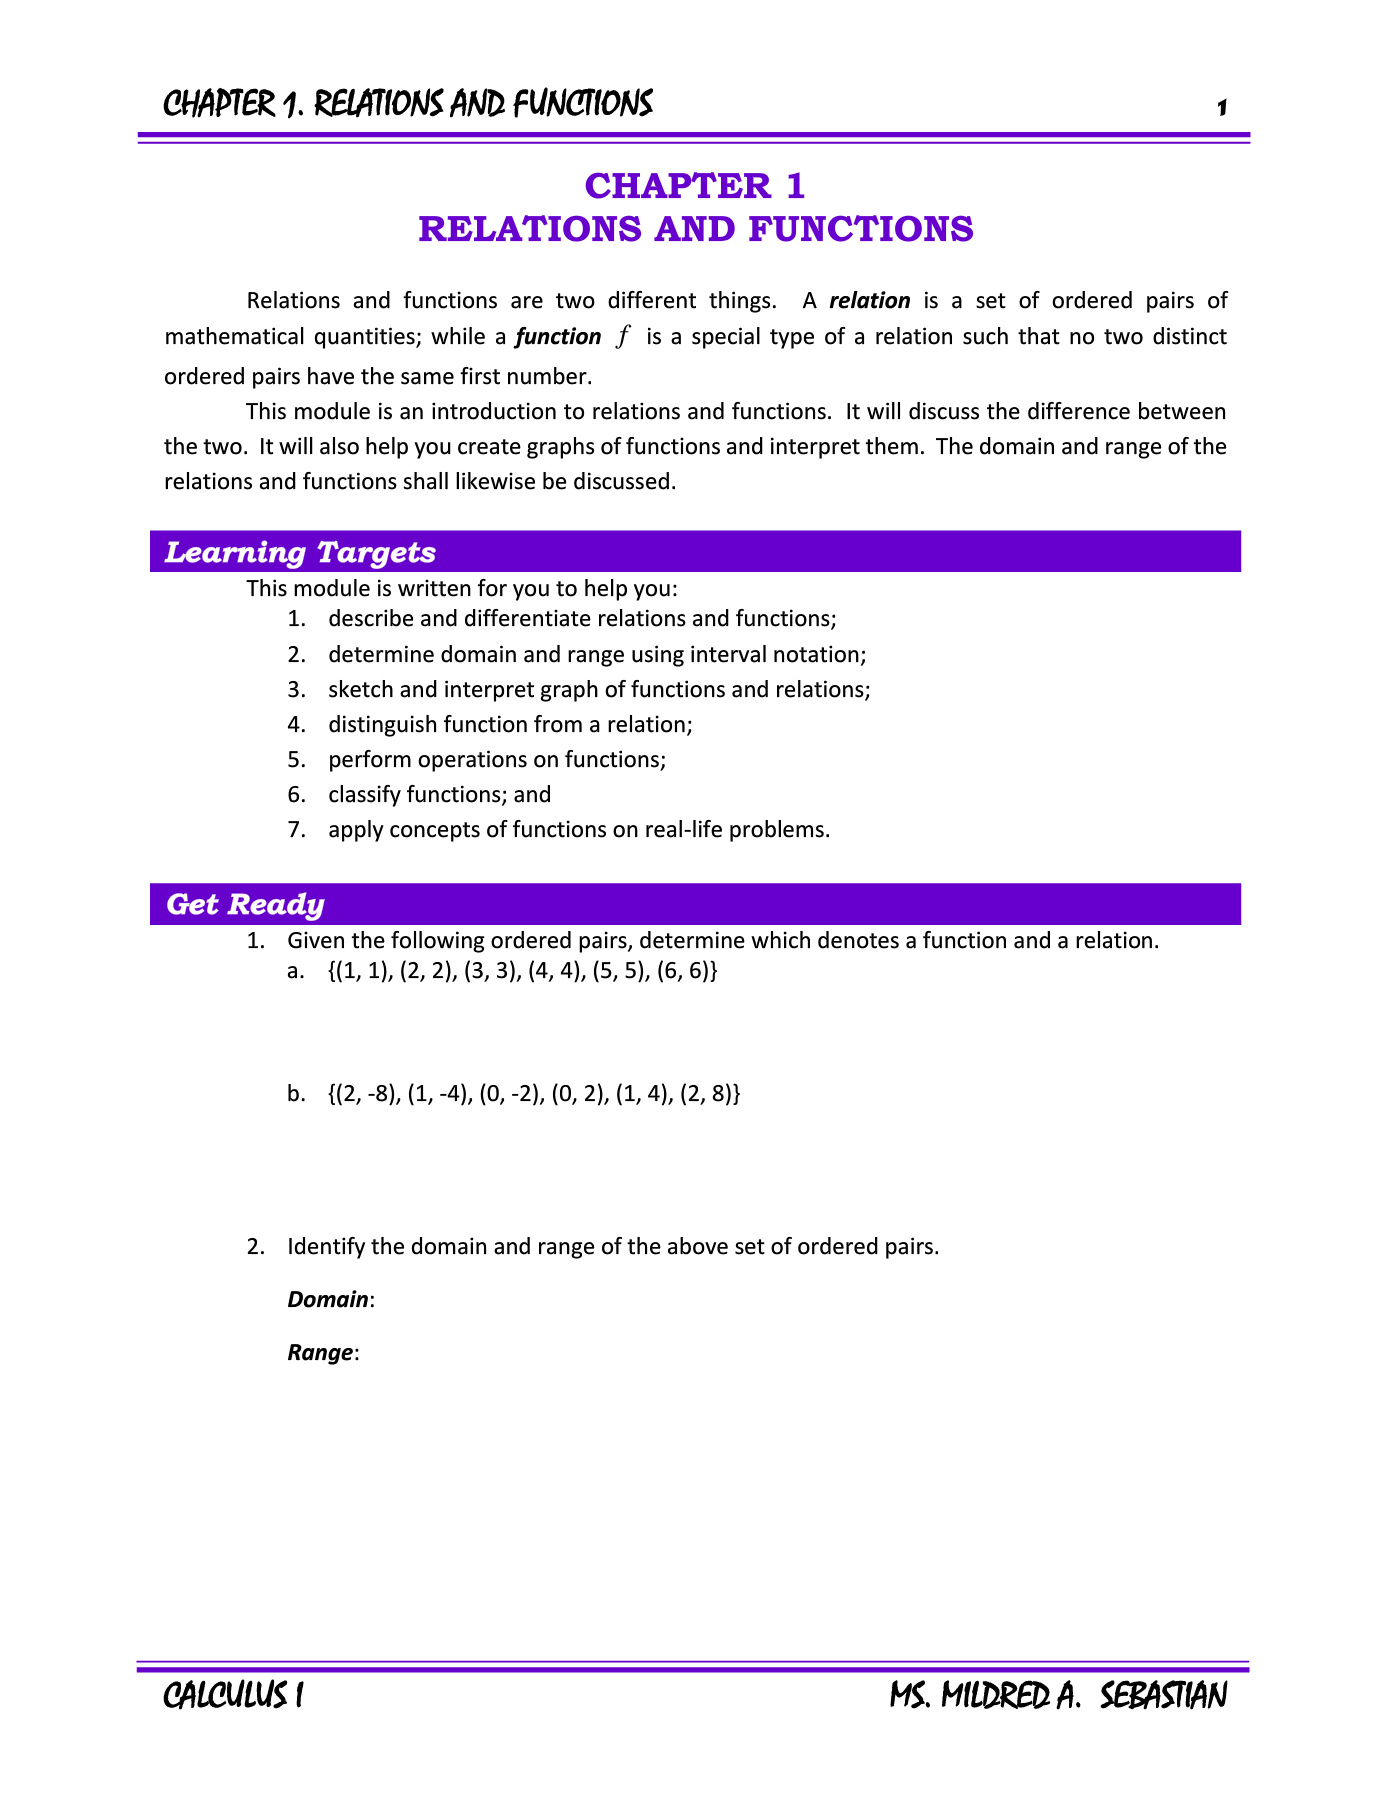 CHAPTER 1. RELATIONS AND FUNCTIONS 1
CHAPTER 1
RELATIONS AND FUNCTIONS
Relations and functions are two different things. A relation is a set of ordered pairs of
mathematical quantities; while a function f is a special type of a relation such that no two distinct
ordered pairs have the same first number.
This module is an introduction to relations and functions. It will discuss the difference between
the two. It will also help you create graphs of functions and interpret them. The domain and range of the
relations and functions shall likewise be discussed.
Learning Targets
This module is written for you to help you:
1. describe and differentiate relations and functions;
2. determine domain and range using interval notation;
3. sketch and interpret graph of functions and relations;
4. distinguish function from a relation;
5. perform operations on functions;
6. classify functions; and
7. apply concepts of functions on real-life problems.
Get Ready
1. Given the following ordered pairs, determine which denotes a function and a relation.
a. {(1, 1), (2, 2), (3, 3), (4, 4), (5, 5), (6, 6)}
b. {(2, -8), (1, -4), (0, -2), (0, 2), (1, 4), (2, 8)}
2. Identify the domain and range of the above set of ordered pairs.
Domain:
Range:
CALCULUS I MS. MILDRED A. SEBASTIAN